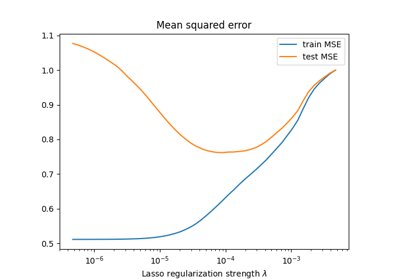 Mean squared error
train MSE
test MSE
1.1
1.0
0.9
0.8
0.7
0.6
0.5
10⁻⁶ 10⁻⁵ 10⁻⁴ 10⁻³
Lasso regularization strength λ